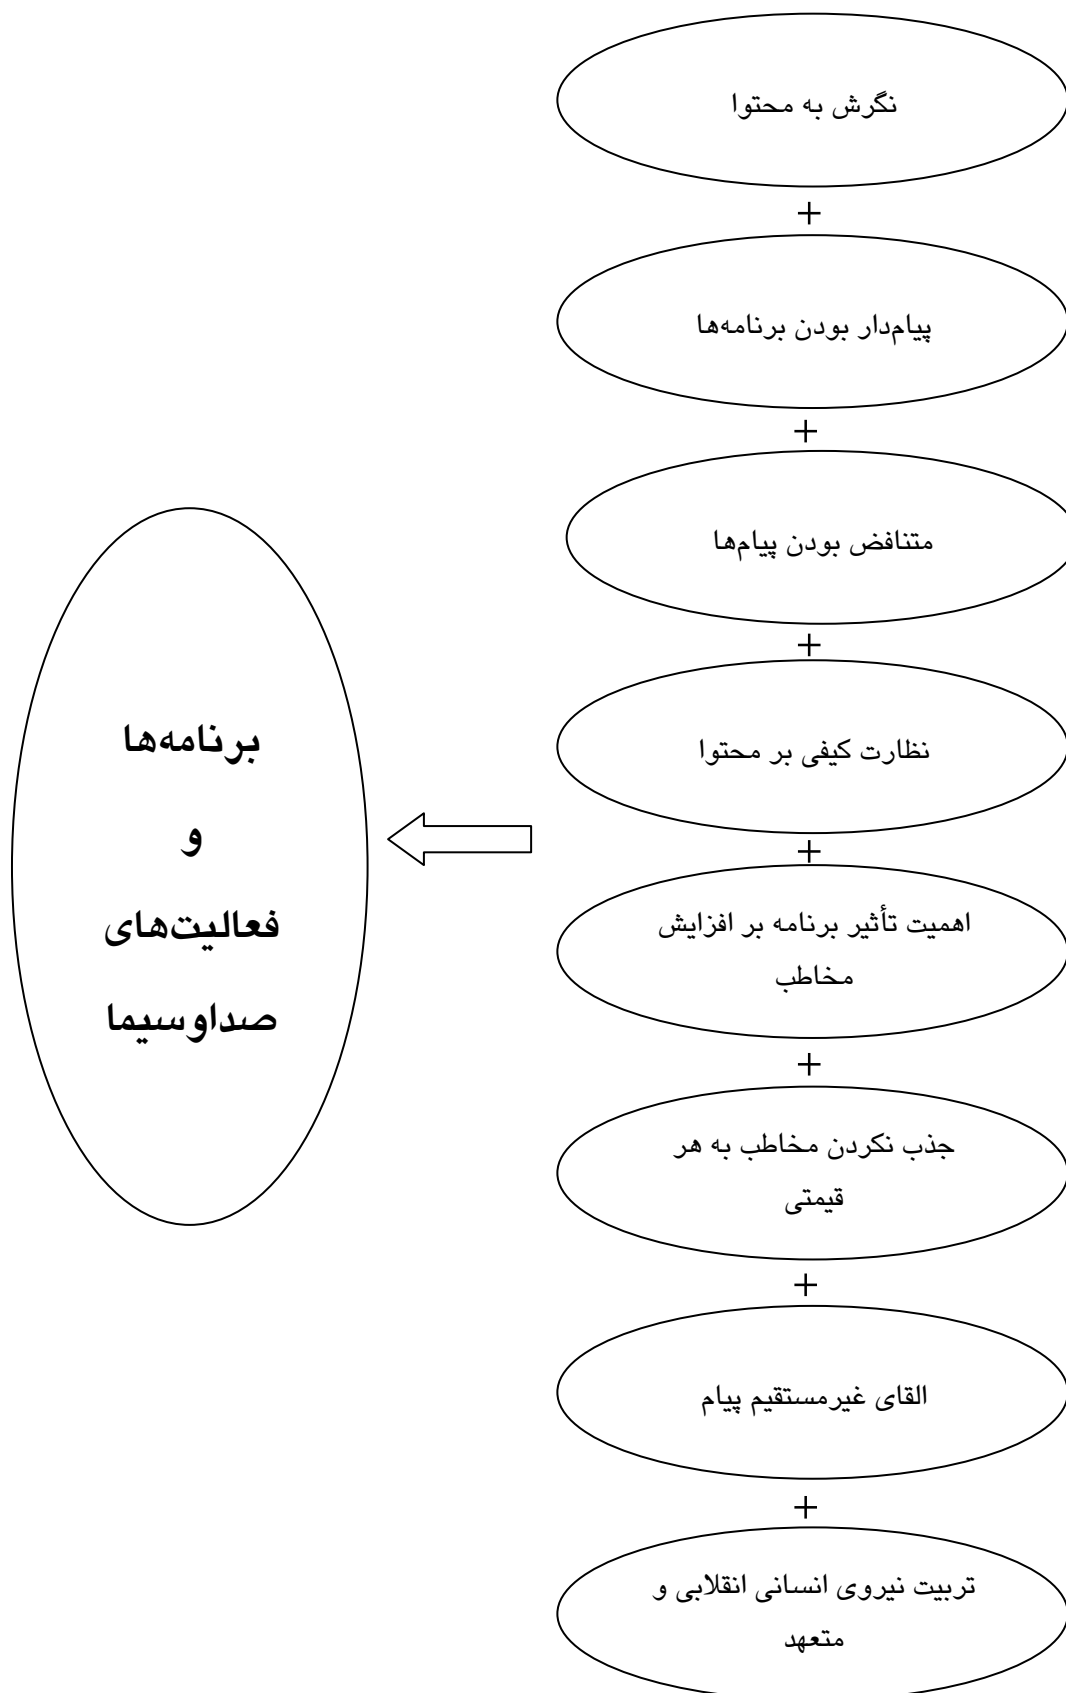 نگرش به محتوا
+
پیام‌دار بودن برنامه‌ها
+
متنافض بودن پیام‌ها
+
نظارت کیفی بر محتوا
+
اهمیت تأثیر برنامه بر افزایش
مخاطب
+
جذب نکردن مخاطب به هر
قیمتی
+
القای غیرمستقیم پیام
+
تربیت نیروی انسانی انقلابی و
متعهد
برنامه‌ها
و
فعالیت‌های
صداوسیما